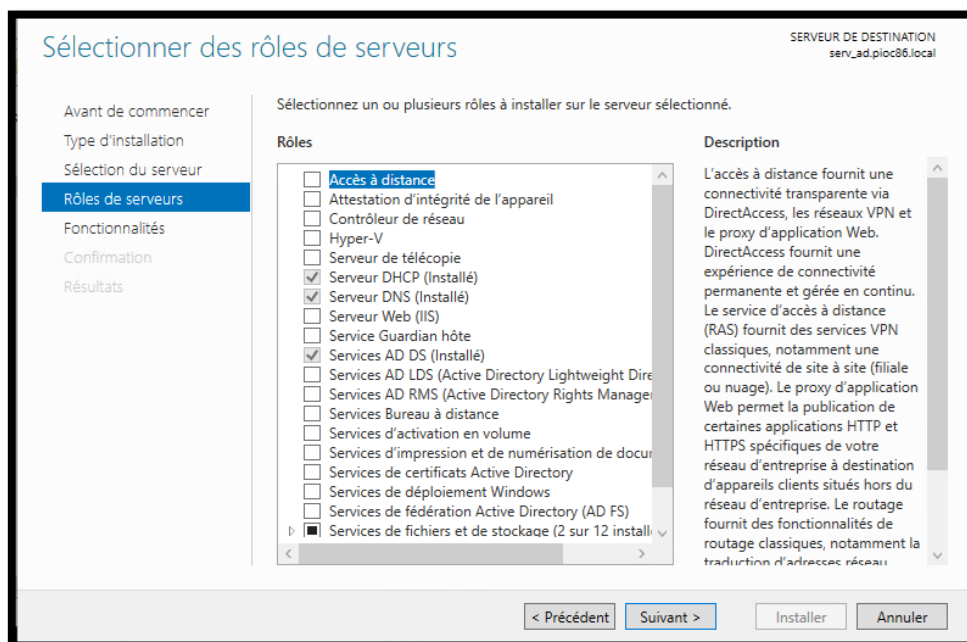 Sélectionner des rôles de serveurs
SERVEUR DE DESTINATION
serv_ad.pioc86.local
Avant de commencer
Type d'installation
Sélection du serveur
Rôles de serveurs
Fonctionnalités
Confirmation
Résultats
Sélectionnez un ou plusieurs rôles à installer sur le serveur sélectionné.
Rôles
Accès à distance
Attestation d'intégrité de l'appareil
Contrôleur de réseau
Hyper-V
Serveur de télécopie
Serveur DHCP (Installé)
Serveur DNS (Installé)
Serveur Web (IIS)
Service Guardian hôte
Services AD DS (Installé)
Services AD LDS (Active Directory Lightweight Dire
Services AD RMS (Active Directory Rights Manager
Services Bureau à distance
Services d'activation en volume
Services d'impression et de numérisation de docur
Services de certificats Active Directory
Services de déploiement Windows
Services de fédération Active Directory (AD FS)
Services de fichiers et de stockage (2 sur 12 install
Description
L'accès à distance fournit une
connectivité transparente via
DirectAccess, les réseaux VPN et
le proxy d'application Web.
DirectAccess fournit une
expérience de connectivité
permanente et gérée en continu.
Le service d'accès à distance
(RAS) fournit des services VPN
classiques, notamment une
connectivité de site à site (filiale
ou nuage). Le proxy d'application
Web permet la publication de
certaines applications HTTP et
HTTPS spécifiques de votre
réseau d'entreprise à destination
d'appareils clients situés hors du
réseau d'entreprise. Le routage
fournit des fonctionnalités de
routage classiques, notamment la
traduction d'adresses réseau
< Précédent
Suivant >
Installer
Annuler